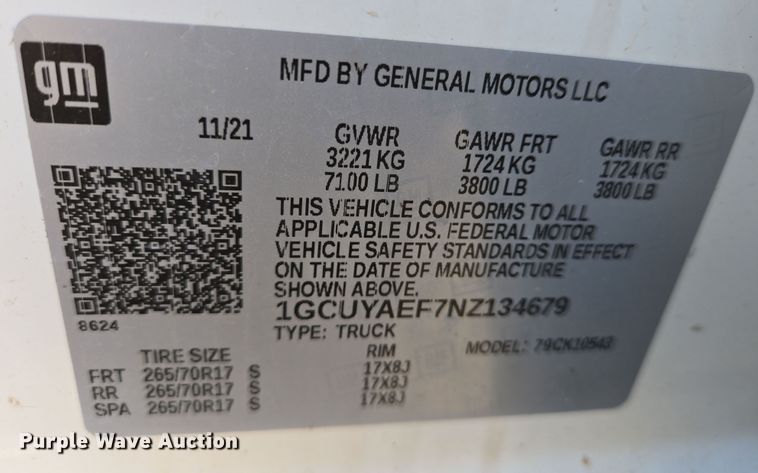 gm
MFD BY GENERAL MOTORS LLC
11/21 GVWR GAWR FRT GAWR RR
3221 KG 1724 KG 1724 KG
7100 LB 3800 LB 3800 LB
THIS VEHICLE CONFORMS TO ALL
APPLICABLE U.S. FEDERAL MOTOR
VEHICLE SAFETY STANDARDS IN EFFECT
ON THE DATE OF MANUFACTURE
SHOWN ABOVE.
1GCUYAEF7NZ134679
8624
TYPE: TRUCK MODEL: 79CK10543
TIRE SIZE RIM
FRT 265/70R17 S 17X8J
RR 265/70R17 S 17X8J
SPA 265/70R17 S 17X8J
Purple Wave Auction